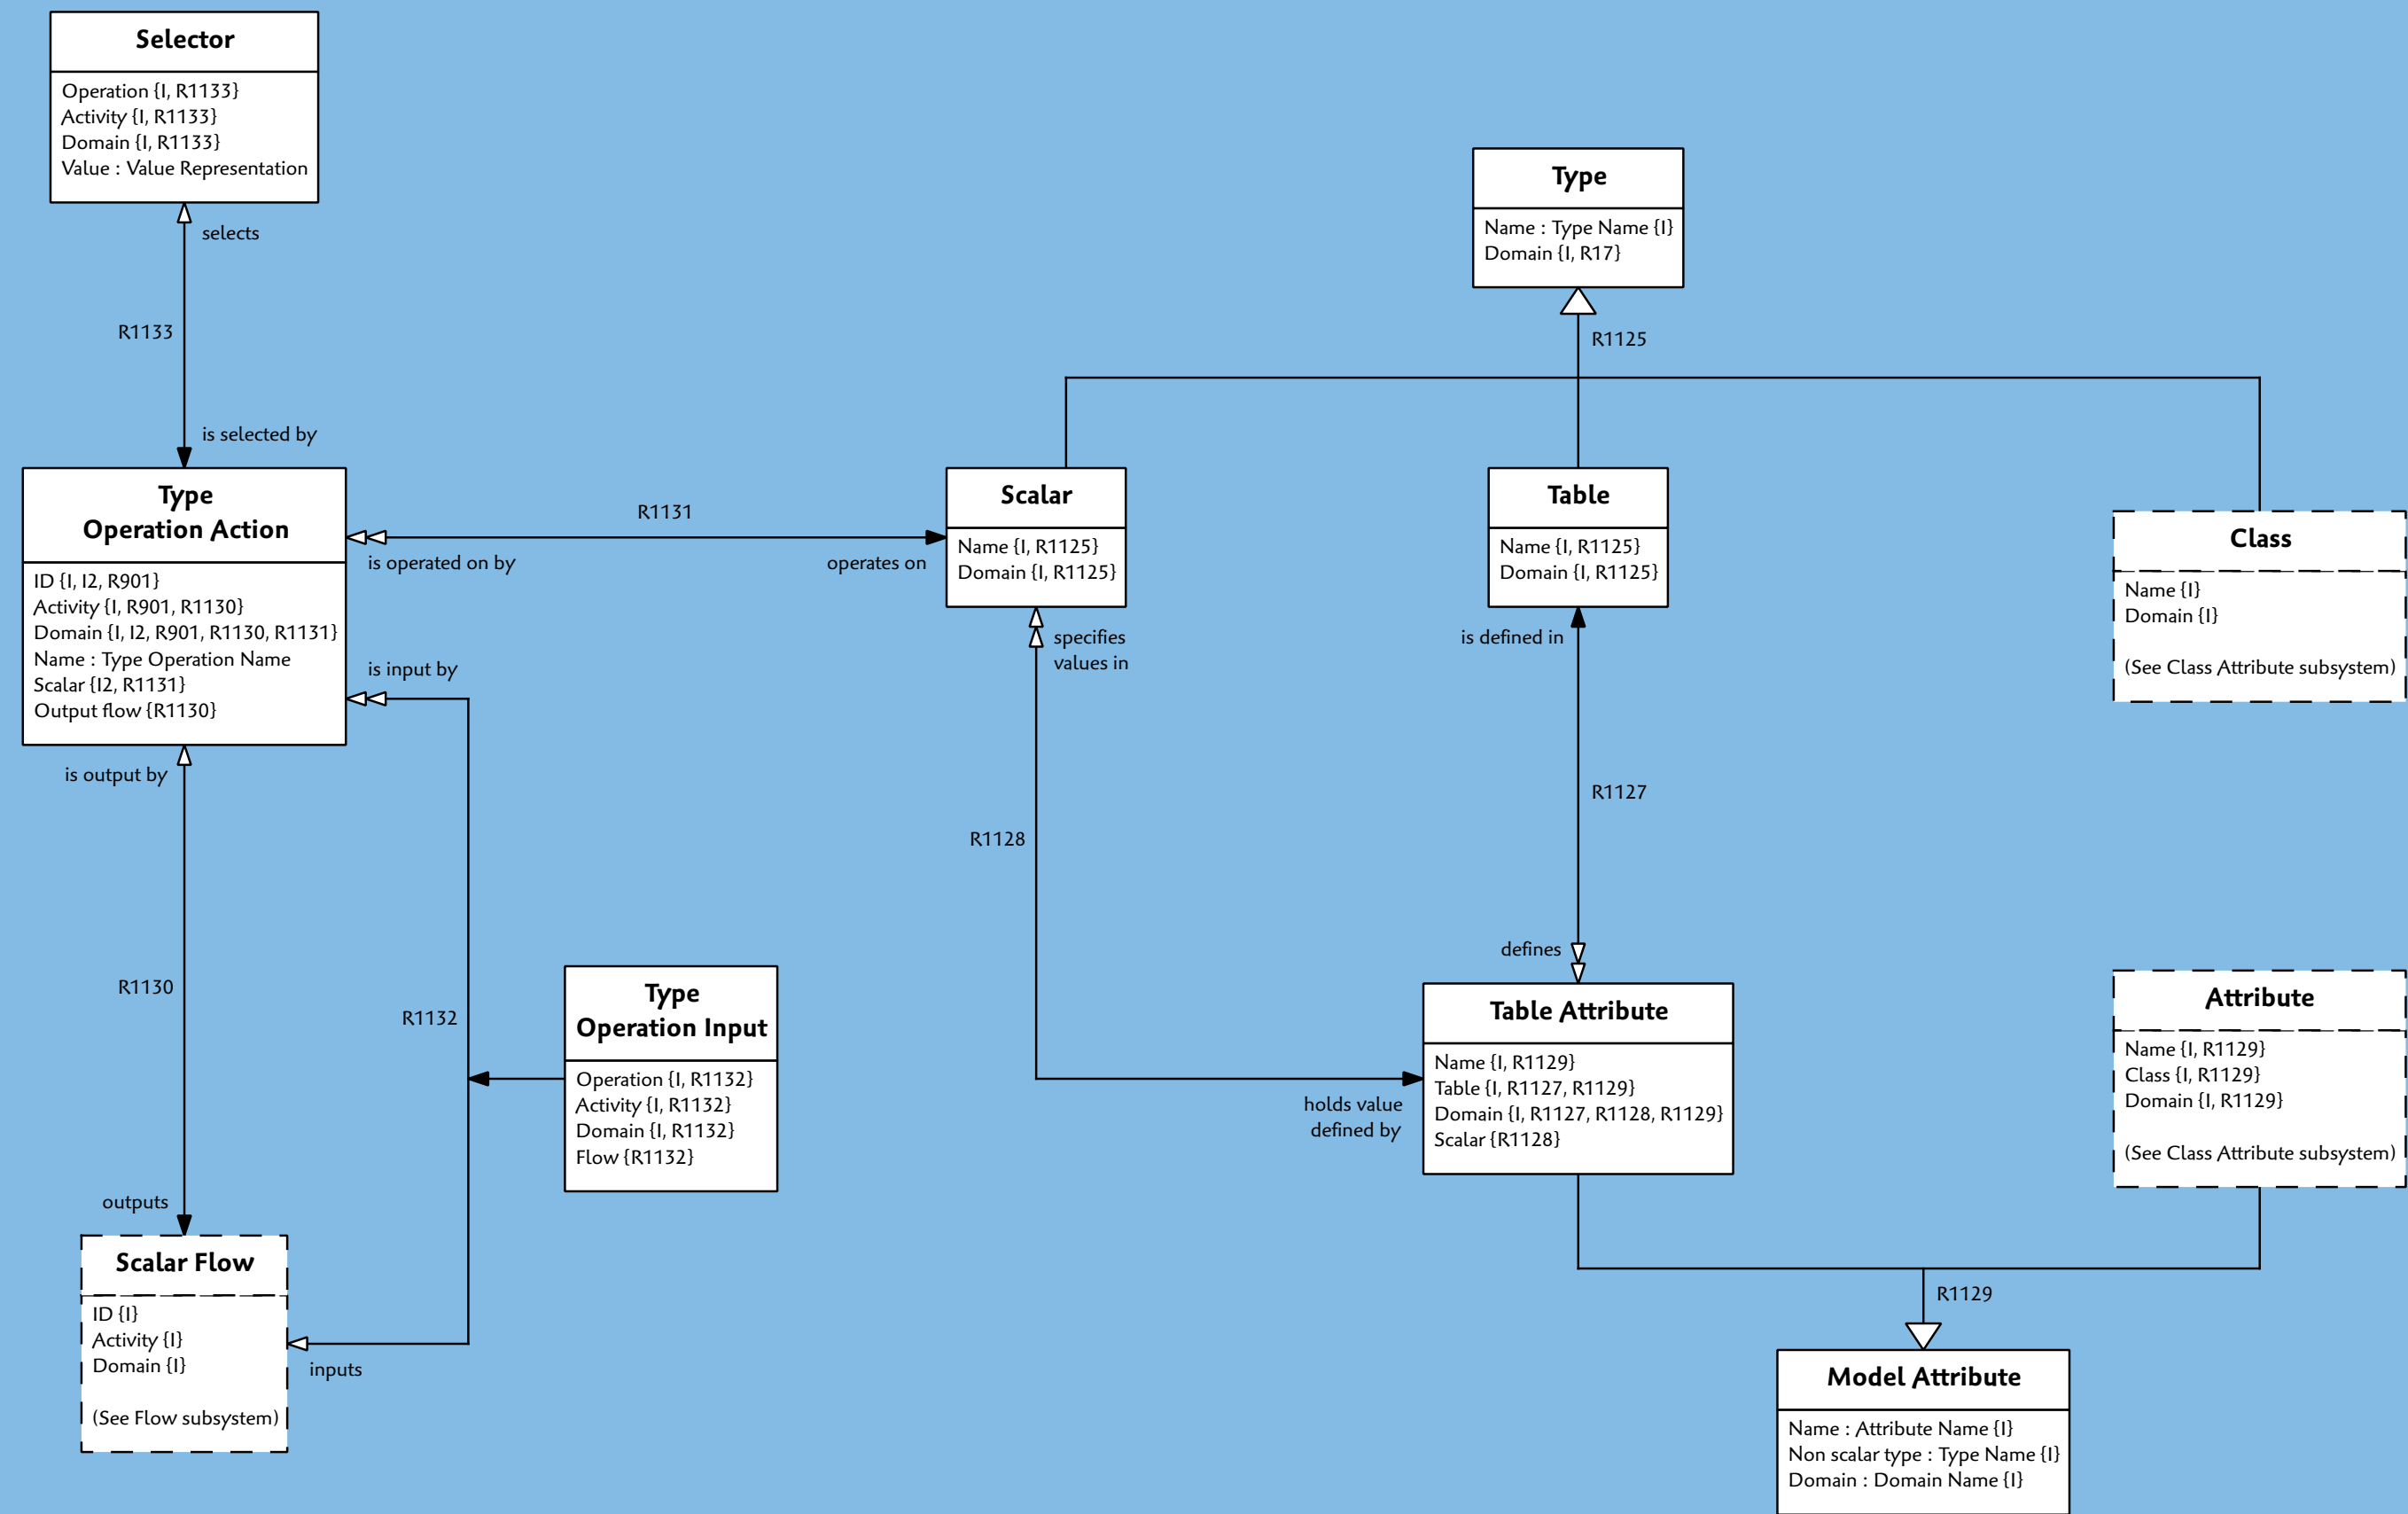 Selector
Operation {I, R1133}
Activity {I, R1133}
Domain {I, R1133}
Value : Value Representation
selects
R1133
is selected by
Type
Operation Action
ID {I, I2, R901}
Activity {I, R901, R1130}
Domain {I, I2, R901, R1130, R1131}
Name : Type Operation Name
Scalar {I2, R1131}
Output flow {R1130}
R1131
is operated on by
operates on
is input by
is output by
R1130
R1132
outputs
inputs
Type
Operation Input
Operation {I, R1132}
Activity {I, R1132}
Domain {I, R1132}
Flow {R1132}
Scalar Flow
ID {I}
Activity {I}
Domain {I}
(See Flow subsystem)
Type
Name : Type Name {I}
Domain {I, R17}
R1125
Scalar
Name {I, R1125}
Domain {I, R1125}
Table
Name {I, R1125}
Domain {I, R1125}
Class
Name {I}
Domain {I}
(See Class Attribute subsystem)
specifies
values in
is defined in
R1128
R1127
defines
holds value
defined by
Table Attribute
Name {I, R1129}
Table {I, R1127, R1129}
Domain {I, R1127, R1128, R1129}
Scalar {R1128}
Attribute
Name {I, R1129}
Class {I, R1129}
Domain {I, R1129}
(See Class Attribute subsystem)
R1129
Model Attribute
Name : Attribute Name {I}
Non scalar type : Type Name {I}
Domain : Domain Name {I}